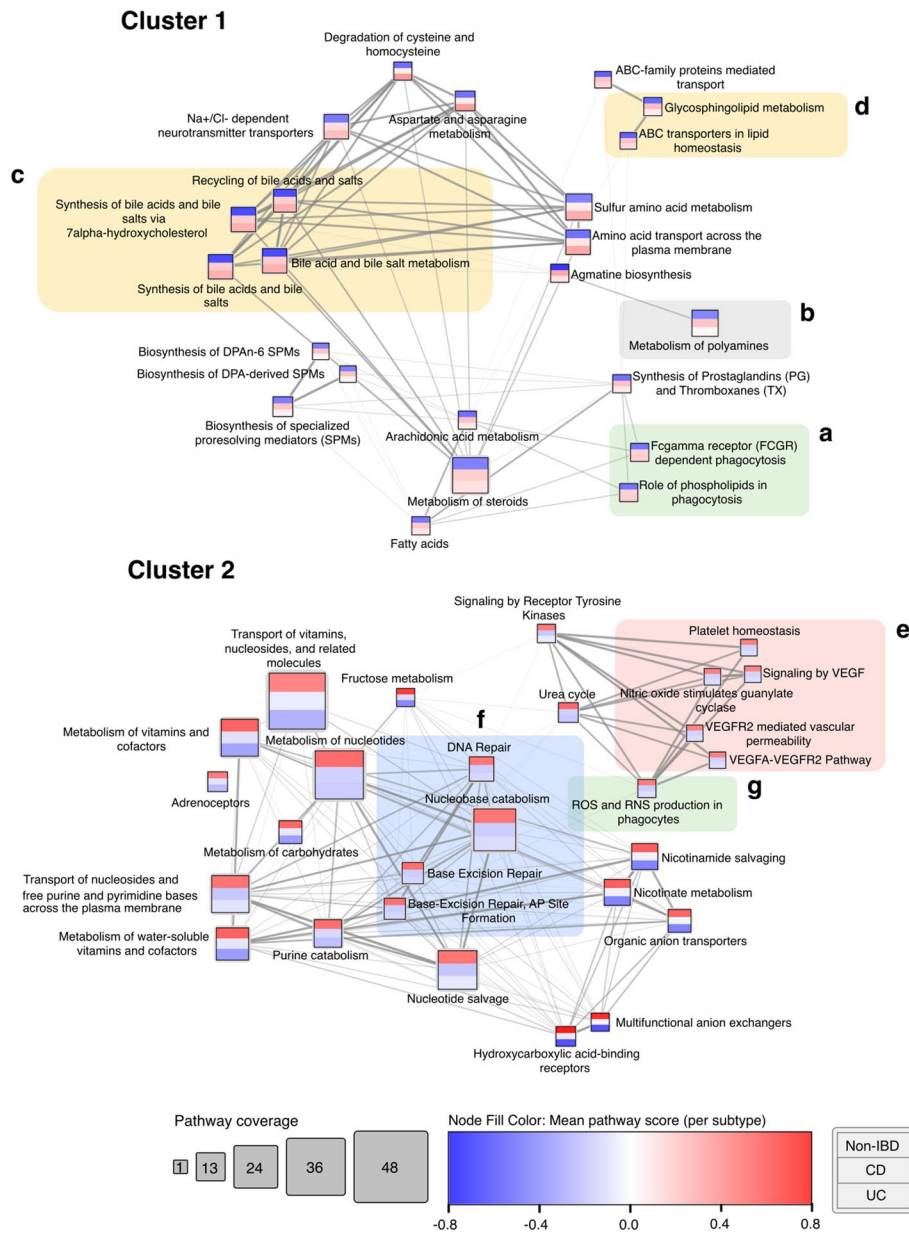 Cluster 1
Degradation of cysteine and
homocysteine
ABC-family proteins mediated
transport
Glycosphingolipid metabolism
d
Na+/Cl- dependent
neurotransmitter transporters
Aspartate and asparagine
metabolism
ABC transporters in lipid
homeostasis
c
Recycling of bile acids and salts
Synthesis of bile acids and bile
salts via
7alpha-hydroxycholesterol
Sulfur amino acid metabolism
Amino acid transport across the
plasma membrane
Bile acid and bile salt metabolism
Agmatine biosynthesis
Synthesis of bile acids and bile
salts
b
Metabolism of polyamines
Biosynthesis of DPAn-6 SPMs
Biosynthesis of DPA-derived SPMs
Synthesis of Prostaglandins (PG)
and Thromboxanes (TX)
Biosynthesis of specialized
proresolving mediators (SPMs)
Arachidonic acid metabolism
a
Fcgamma receptor (FCGR)
dependent phagocytosis
Role of phospholipids in
phagocytosis
Metabolism of steroids
Fatty acids
Cluster 2
Signaling by Receptor Tyrosine
Kinases
e
Platelet homeostasis
Transport of vitamins,
nucleosides, and related
molecules
Fructose metabolism
Signaling by VEGF
Urea cycle
Nitric oxide stimulates guanylate
cyclase
f
Metabolism of vitamins and
cofactors
Metabolism of nucleotides
DNA Repair
VEGFR2 mediated vascular
permeability
VEGFA-VEGFR2 Pathway
Adrenoceptors
Nucleobase catabolism
g
ROS and RNS production in
phagocytes
Metabolism of carbohydrates
Nicotinamide salvaging
Base Excision Repair
Nicotinate metabolism
Transport of nucleosides and
free purine and pyrimidine bases
across the plasma membrane
Base-Excision Repair, AP Site
Formation
Organic anion transporters
Metabolism of water-soluble
vitamins and cofactors
Purine catabolism
Nucleotide salvage
Multifunctional anion exchangers
Hydroxycarboxylic acid-binding
receptors
Pathway coverage
1
13
24
36
48
Node Fill Color: Mean pathway score (per subtype)
-0.8
-0.4
0.0
0.4
0.8
Non-IBD
CD
UC